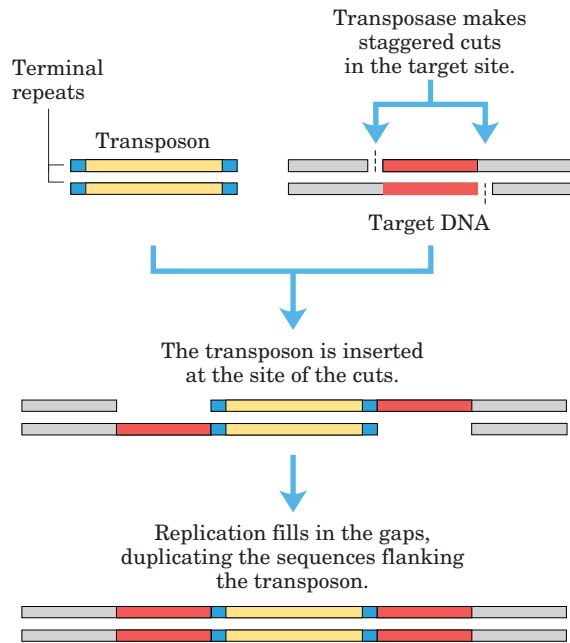 Transposase makes
staggered cuts
in the target site.
Terminal
repeats
Transposon
Target DNA
The transposon is inserted
at the site of the cuts.
Replication fills in the gaps,
duplicating the sequences flanking
the transposon.